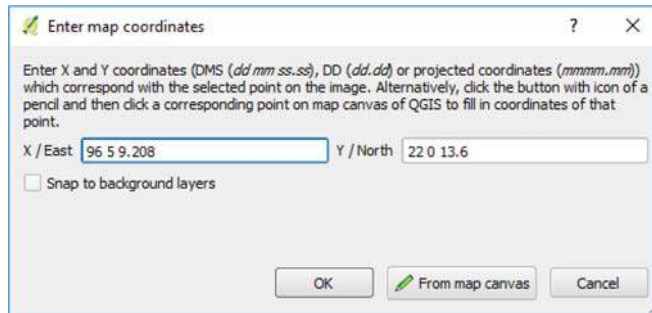 Enter map coordinates
Enter X and Y coordinates (DMS (dd mm ss.ss), DD (dd.dd) or projected coordinates (mmmm.mm))
which correspond with the selected point on the image. Alternatively, click the button with icon of a
pencil and then click a corresponding point on map canvas of QGIS to fill in coordinates of that
point.
X / East 96 5 9.208 Y / North 22 0 13.6
Snap to background layers
OK From map canvas Cancel